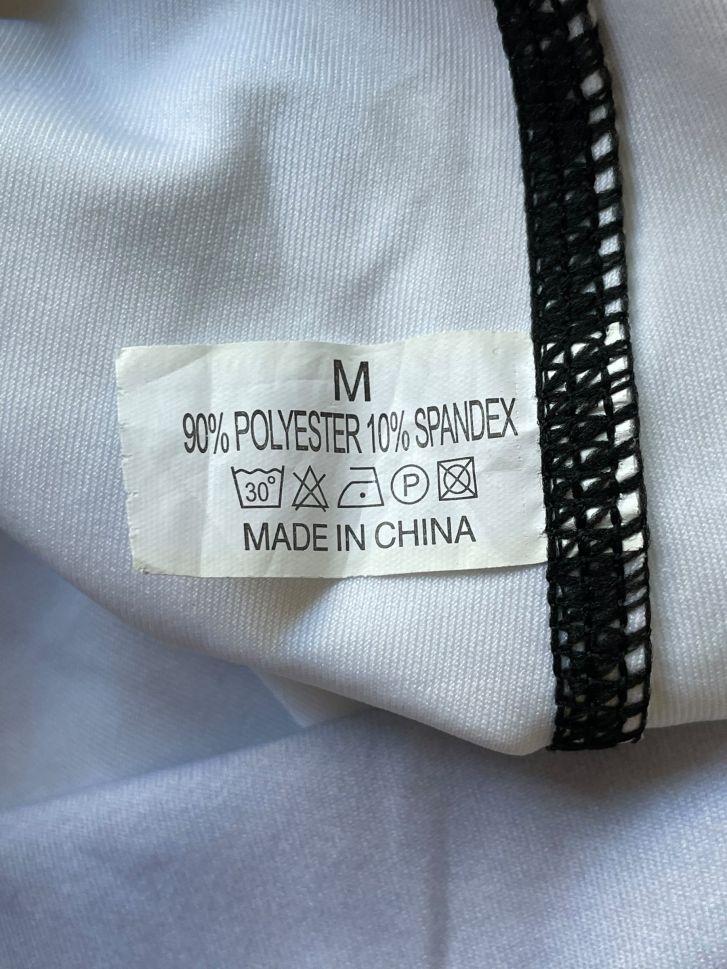 M
90% POLYESTER 10% SPANDEX
30° P
MADE IN CHINA